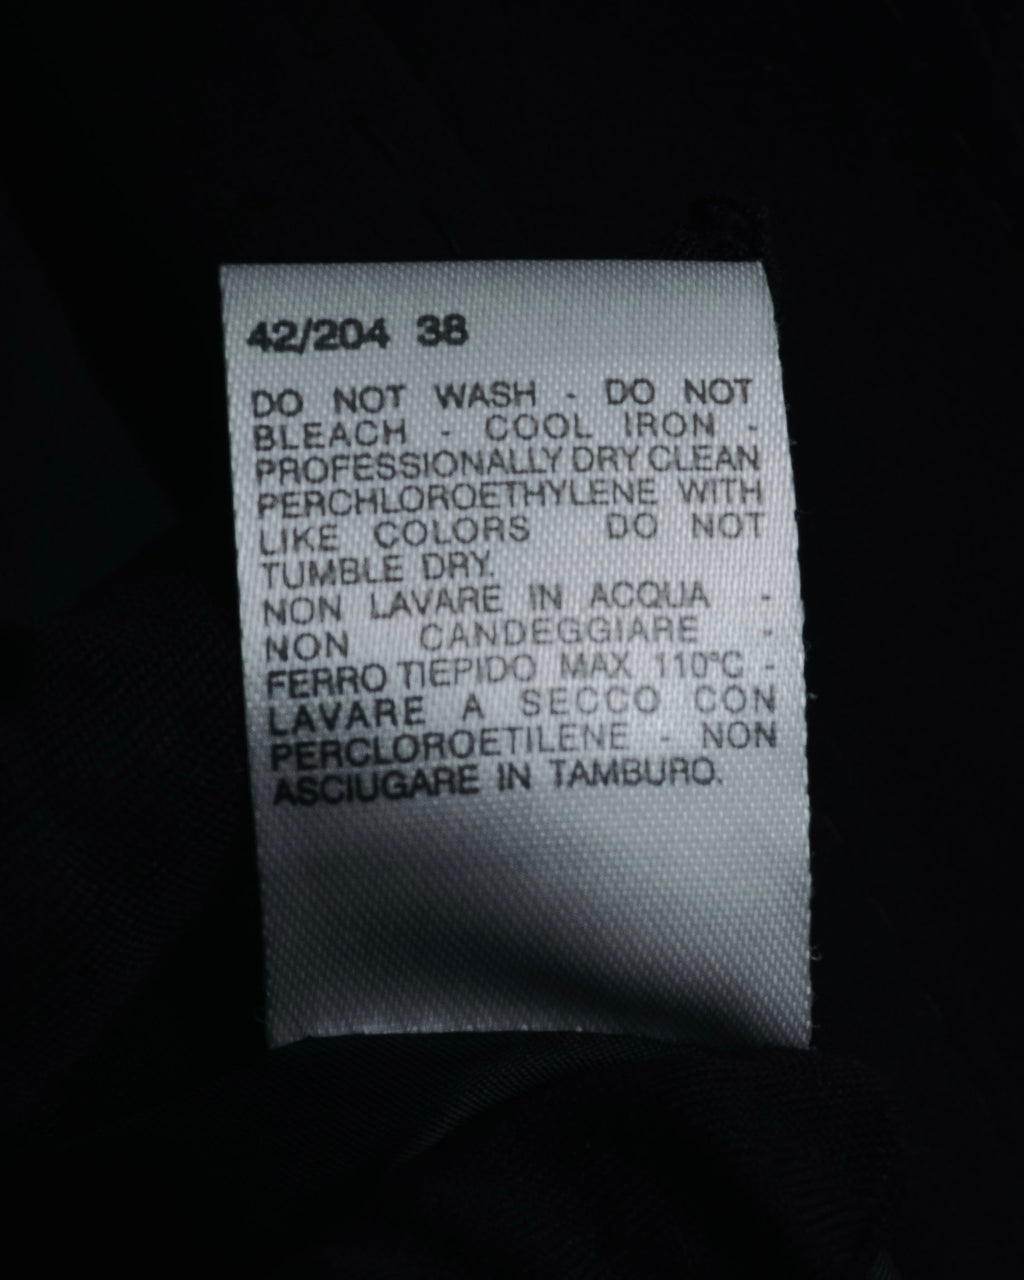 42/204 38
DO NOT WASH - DO NOT
BLEACH - COOL IRON -
PROFESSIONALLY DRY CLEAN
PERCHLOROETHYLENE WITH
LIKE COLORS DO NOT
TUMBLE DRY.
NON LAVARE IN ACQUA -
NON CANDEGGIARE -
FERRO TIEPIDO MAX 110°C -
LAVARE A SECCO CON
PERCLOROETILENE - NON
ASCIUGARE IN TAMBURO.